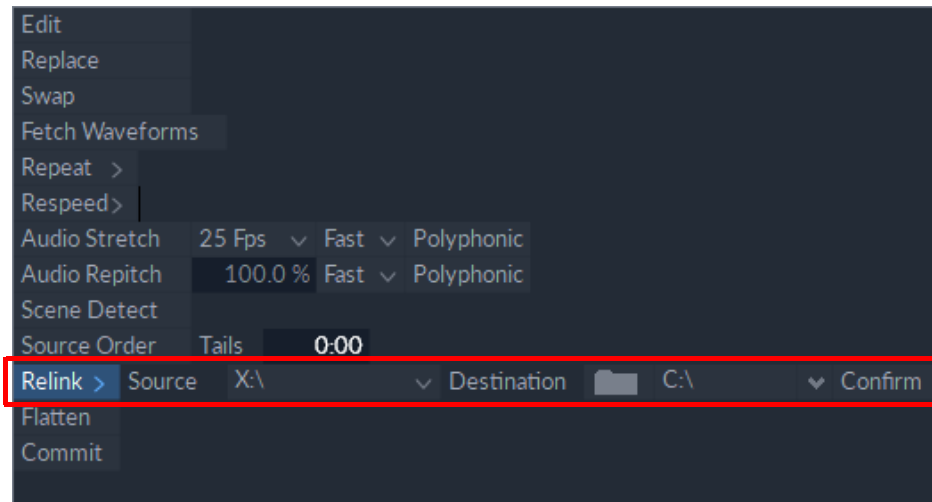 Edit
Replace
Swap
Fetch Waveforms
Repeat >
Respeed>
Audio Stretch 25 Fps Fast Polyphonic
Audio Repitch 100.0 % Fast Polyphonic
Scene Detect
Source Order Tails 0:00
Relink > Source X:\ Destination C:\ Confirm
Flatten
Commit